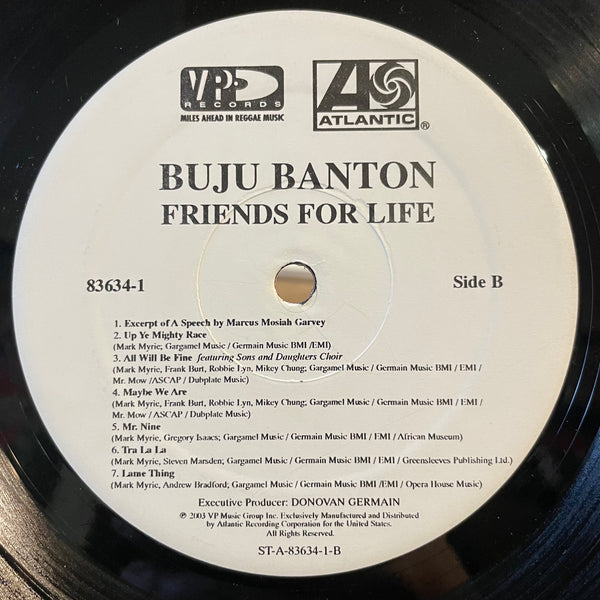 VP
RECORDS
MILES AHEAD IN REGGAE MUSIC
A
ATLANTIC®
BUJU BANTON
FRIENDS FOR LIFE
83634-1
Side B
1. Excerpt of A Speech by Marcus Mosiah Garvey
2. Up Ye Mighty Race
(Mark Myrie; Gargamel Music / Germain Music BMI /EMI)
3. All Will Be Fine featuring Sons and Daughters Choir
(Mark Myrie, Frank Burt, Robbie Lyn, Mikey Chung; Gargamel Music / Germain Music BMI / EMI /
Mr. Mow /ASCAP / Dubplate Music)
4. Maybe We Are
(Mark Myrie, Frank Burt, Robbie Lyn, Mikey Chung; Gargamel Music / Germain Music BMI / EMI /
Mr. Mow / ASCAP / Dubplate Music)
5. Mr. Nine
(Mark Myrie, Gregory Isaacs; Gargamel Music / Germain Music BMI / EMI / African Museum)
6. Tra La La
(Mark Myrie, Steven Marsden; Gargamel Music / Germain Music BMI / EMI / Greensleeves Publishing Ltd.)
7. Lame Thing
(Mark Myrie, Andrew Bradford; Gargamel Music / Germain Music BMI /EMI / Opera House Music)
Executive Producer: DONOVAN GERMAIN
℗ 2003 VP Music Group Inc. Exclusively Manufactured and Distributed
by Atlantic Recording Corporation for the United States.
All Rights Reserved.
ST-A-83634-1-B